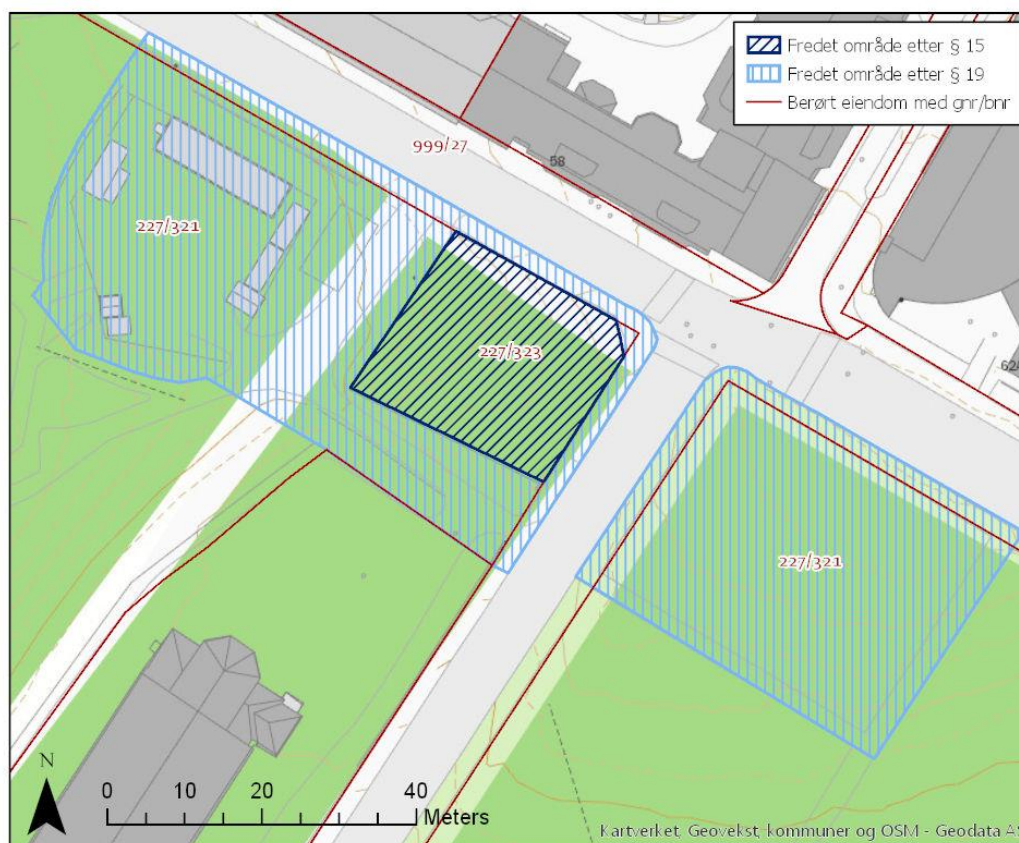 Fredet område etter § 15
Fredet område etter § 19
Berørt eiendom med gnr/bnr
999/27
58
227/321
227/323
624
227/321
N
0 10 20 40
Meters
Kartverket, Geovekst, kommuner og OSM - Geodata AS